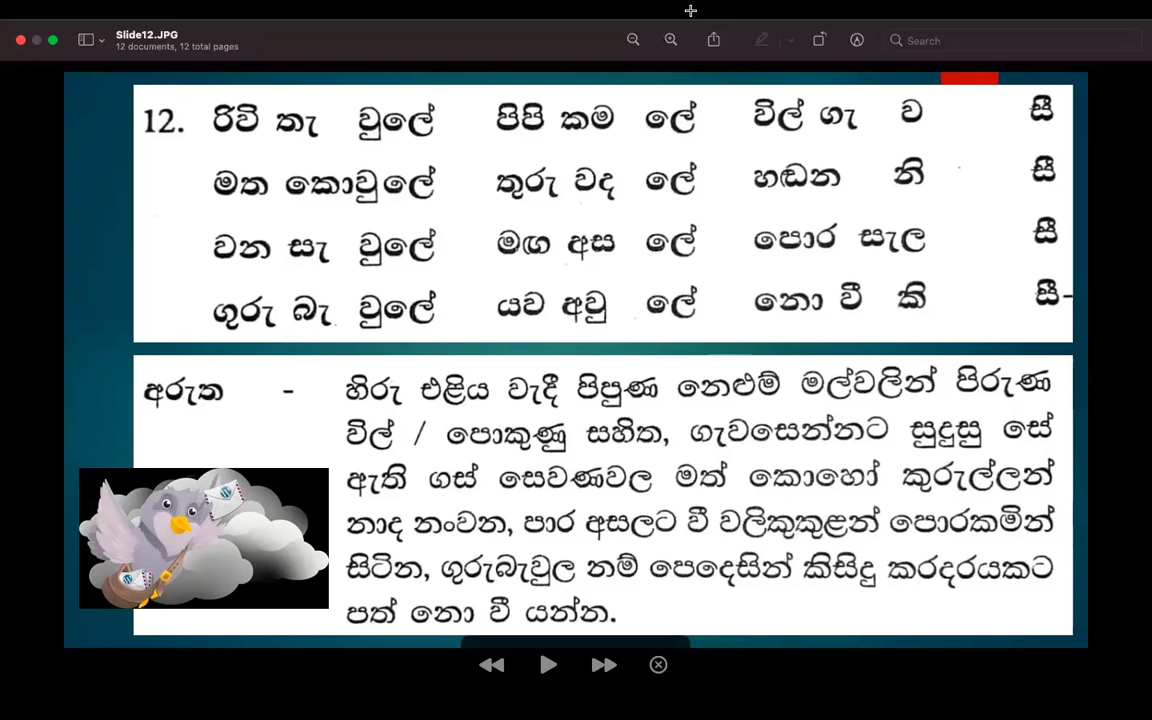 Slide12.JPG
12 documents, 12 total pages
Search
12. රිවි තැ වුලේ පිපි කම ලේ විල් ගැ ව සී
මත කොවුලේ තුරු වද ලේ හඬන නි සී
වන සැ වුලේ මඟ අස ලේ පොර සැල සී
ගුරු බැ වුලේ යව අවු ලේ නො වී කි සී-
අරුත - හිරු එළිය වැදී පිපුණ නෙළුම් මල්වලින් පිරුණ
විල් / පොකුණු සහිත, ගැවසෙන්නට සුදුසු සේ
ඇති ගස් සෙවණවල මත් කොහෝ කුරුල්ලන්
නාද නංවන, පාර අසලට වී වලිකුකුළන් පොරකමින්
සිටින, ගුරුබැවුල නම් පෙදෙසින් කිසිදු කරදරයකට
පත් නො වී යන්න.